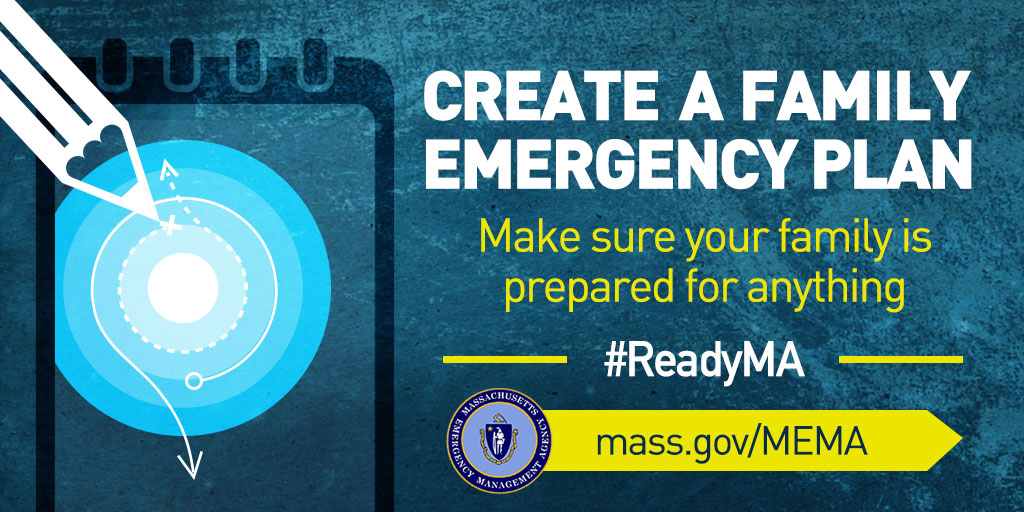 CREATE A FAMILY
EMERGENCY PLAN
Make sure your family is
prepared for anything
#ReadyMA
MASSACHUSETTS
EMERGENCY MANAGEMENT AGENCY
mass.gov/MEMA